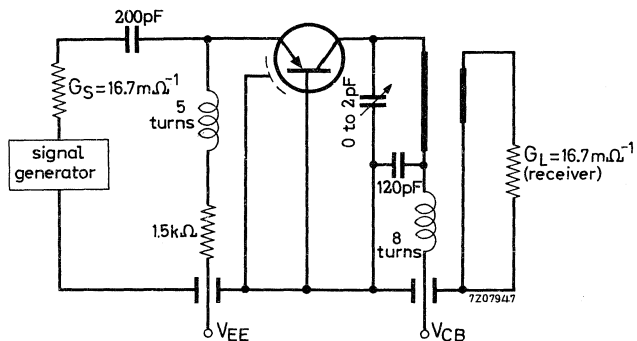 200pF
G_S=16.7mΩ⁻¹
5
turns
signal
generator
1.5kΩ
V_EE
0 to 2pF
120pF
8
turns
V_CB
G_L=16.7mΩ⁻¹
(receiver)
7Z07947